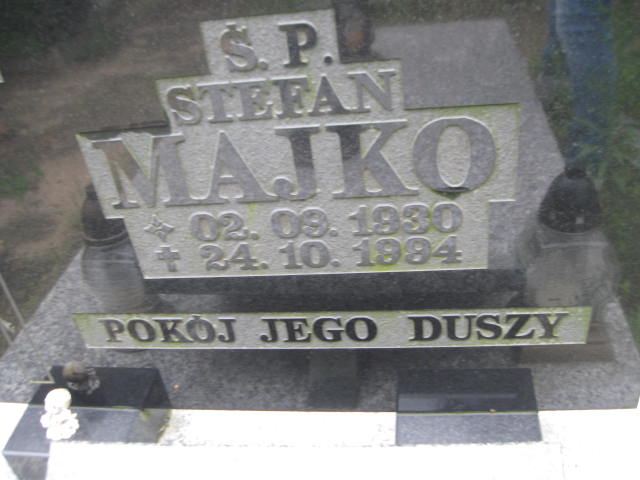 Ś.P.
STEFAN
MAJKO
02. 09. 1930
24. 10. 1994
POKÓJ JEGO DUSZY